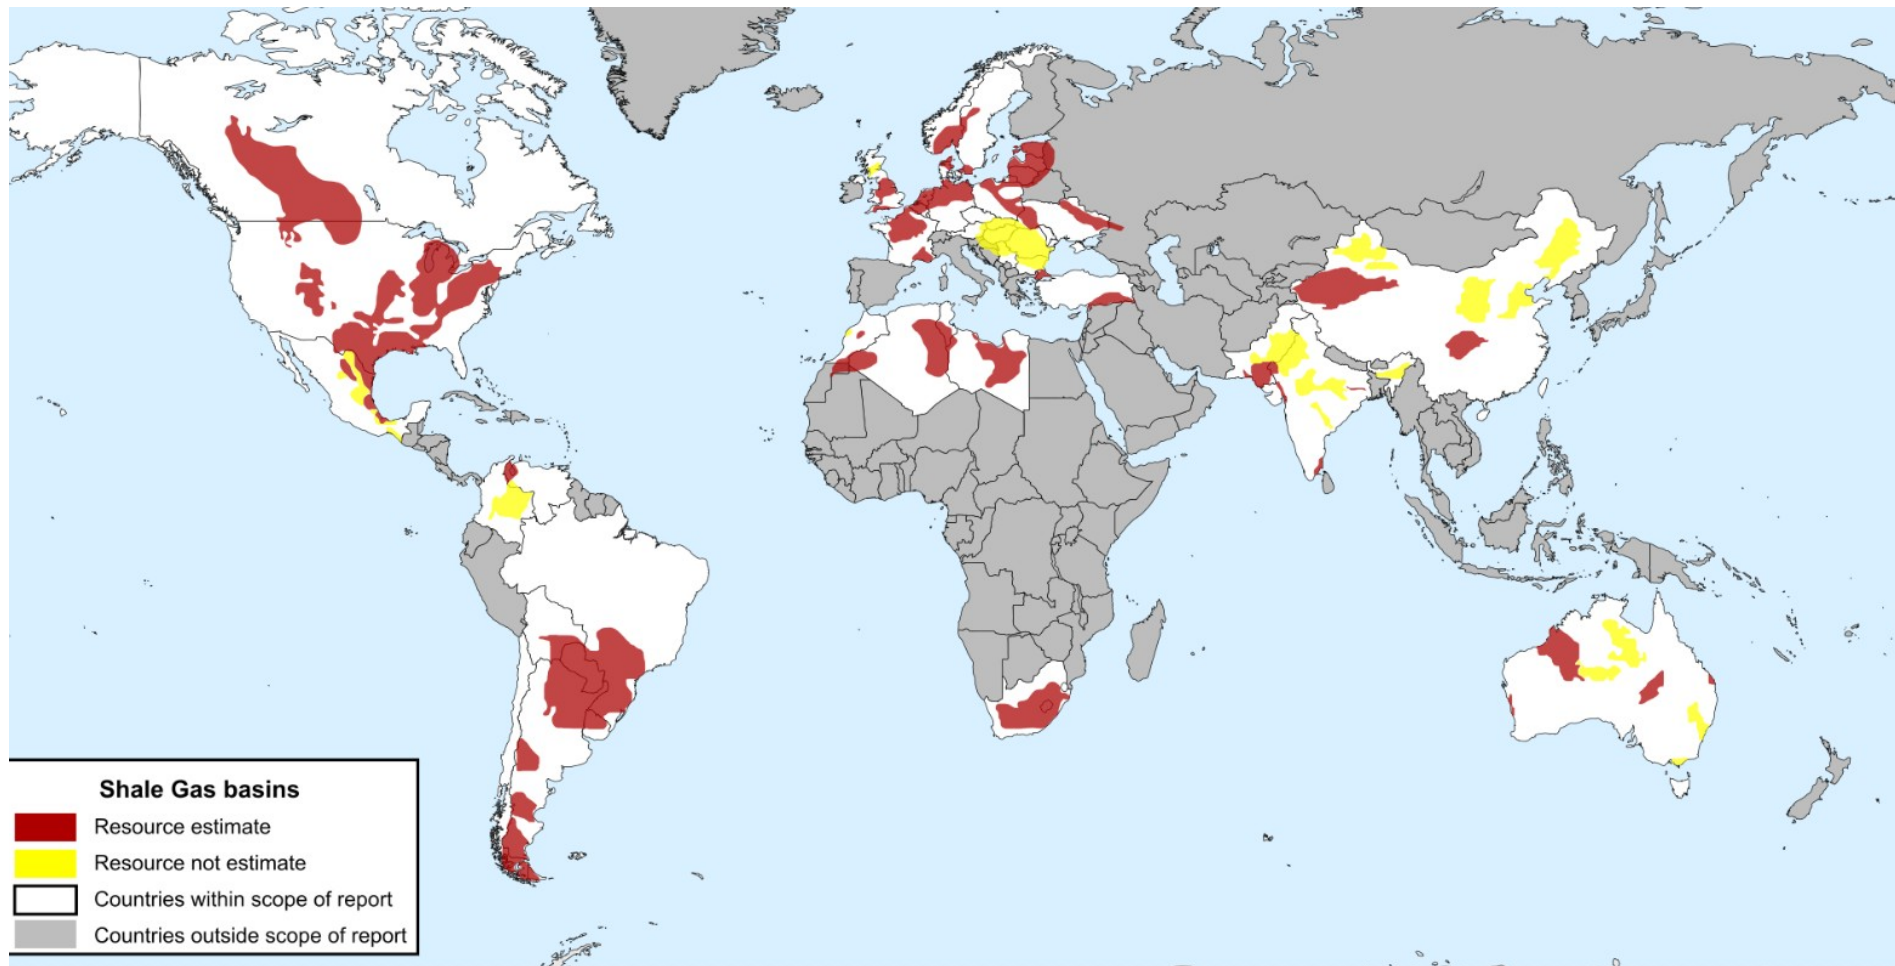 Shale Gas basins
Resource estimate
Resource not estimate
Countries within scope of report
Countries outside scope of report